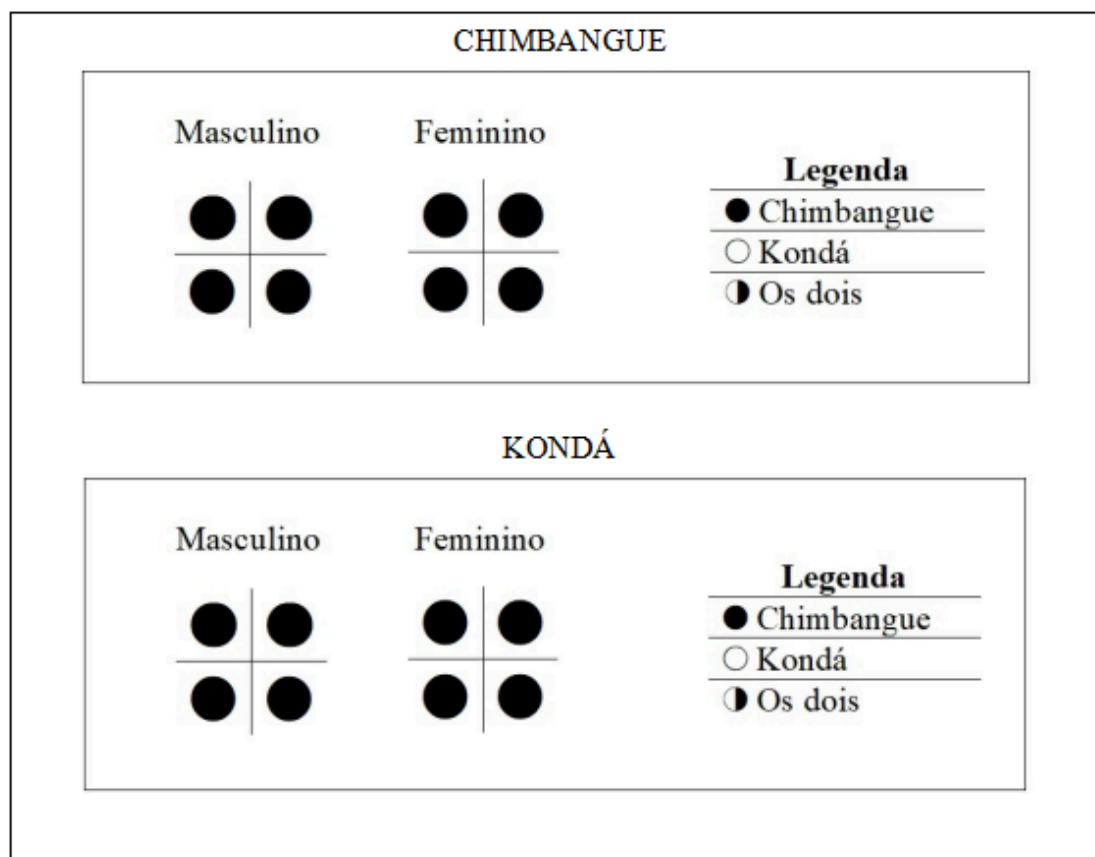 CHIMBANGUE
Masculino Feminino
Legenda
Chimbangue
Kondá
Os dois
KONDÁ
Masculino Feminino
Legenda
Chimbangue
Kondá
Os dois